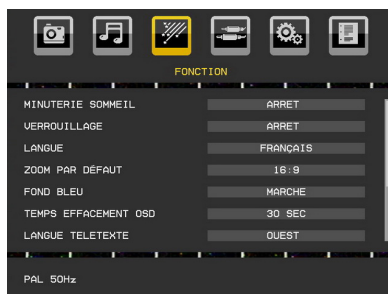 FONCTION
MINUTERIE SOMMEIL ARRET
VERROUILLAGE ARRET
LANGUE FRANÇAIS
ZOOM PAR DÉFAUT 16:9
FOND BLEU MARCHE
TEMPS EFFACEMENT OSD 30 SEC
LANGUE TELETEXTE OUEST
PAL 50Hz